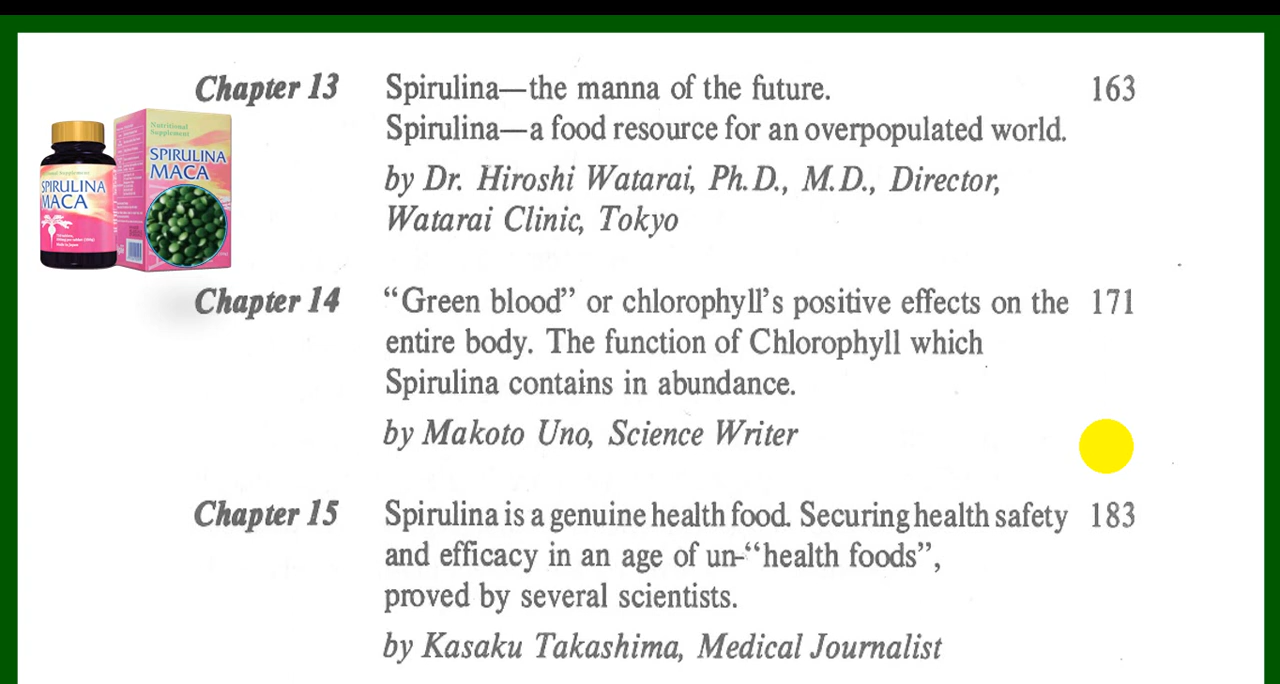 Chapter 13 Spirulina—the manna of the future. 163
Spirulina—a food resource for an overpopulated world.
by Dr. Hiroshi Watarai, Ph.D., M.D., Director,
Watarai Clinic, Tokyo
Nutritional
Supplement
SPIRULINA
MACA
SPIRULINA
MACA
Chapter 14 “Green blood” or chlorophyll’s positive effects on the 171
entire body. The function of Chlorophyll which
Spirulina contains in abundance.
by Makoto Uno, Science Writer
Chapter 15 Spirulina is a genuine health food. Securing health safety 183
and efficacy in an age of un-“health foods”,
proved by several scientists.
by Kasaku Takashima, Medical Journalist